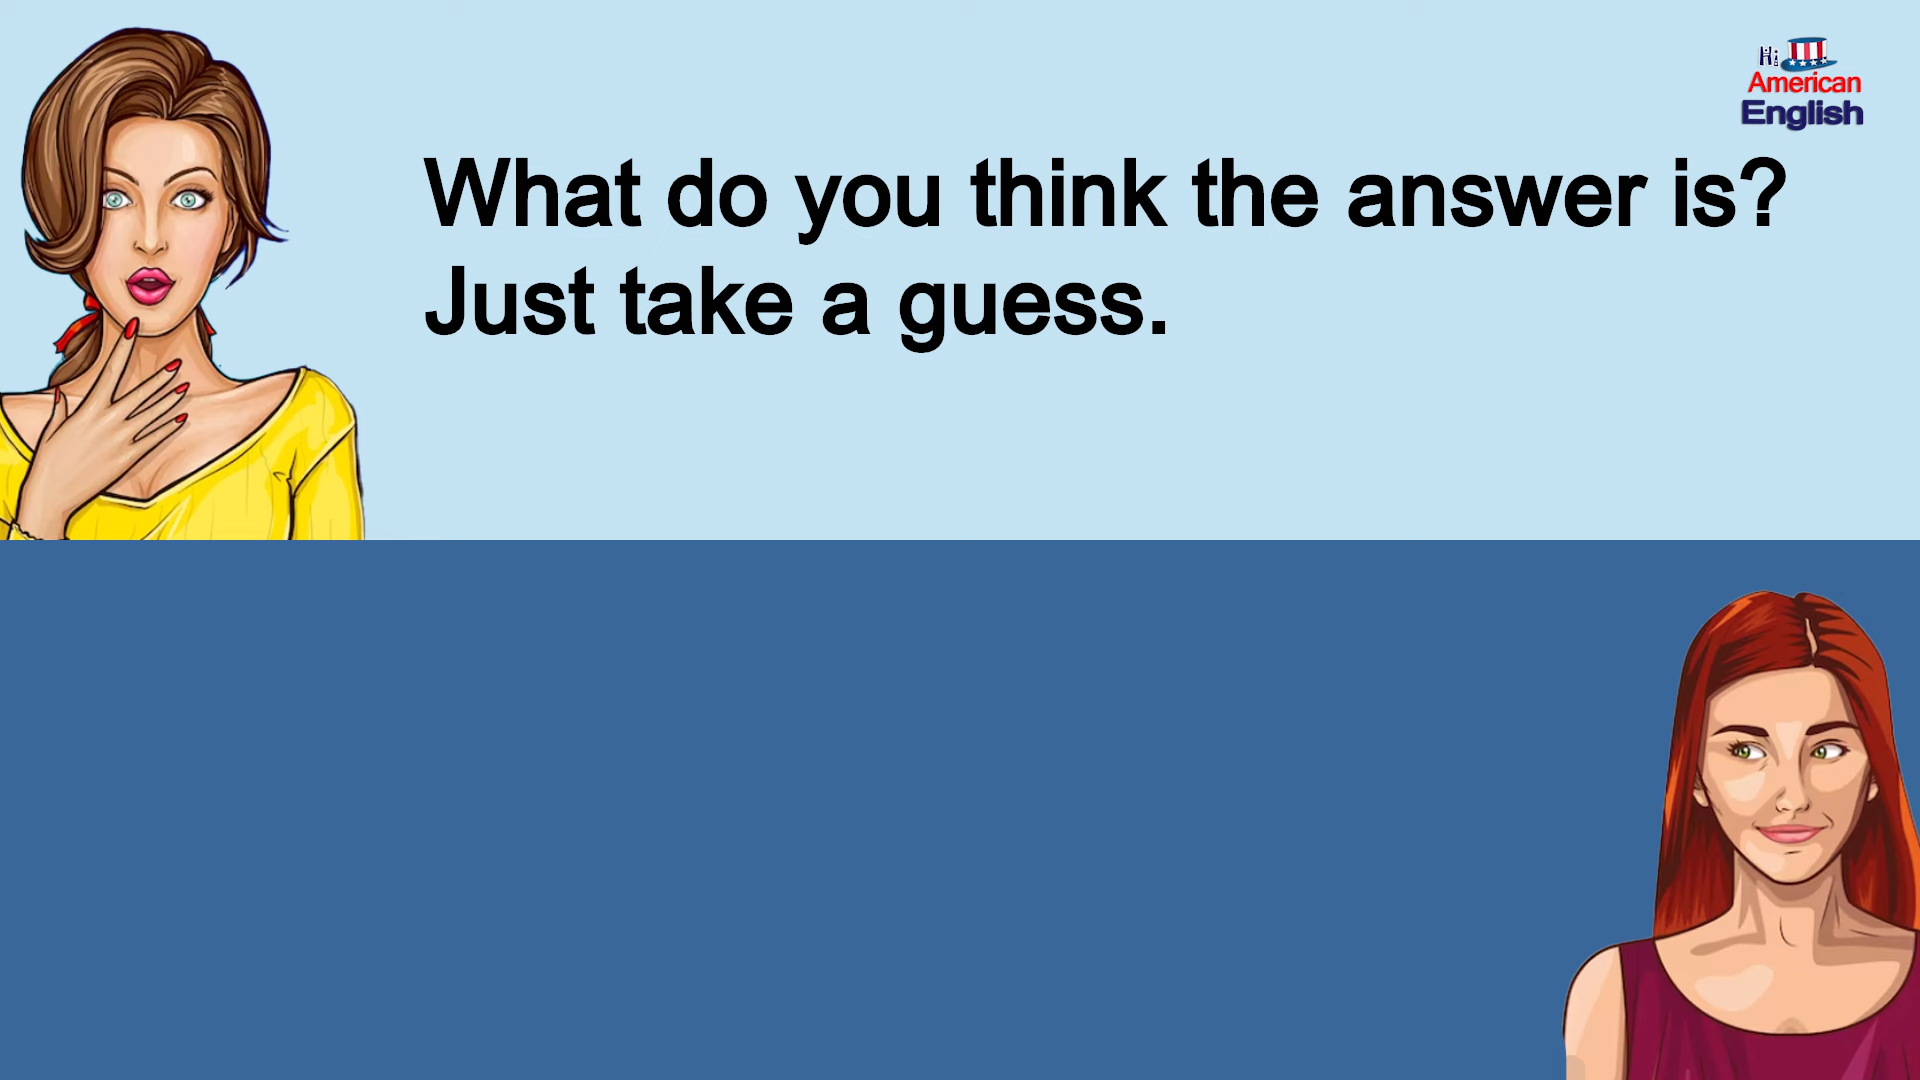 Hi
American
English
What do you think the answer is?
Just take a guess.